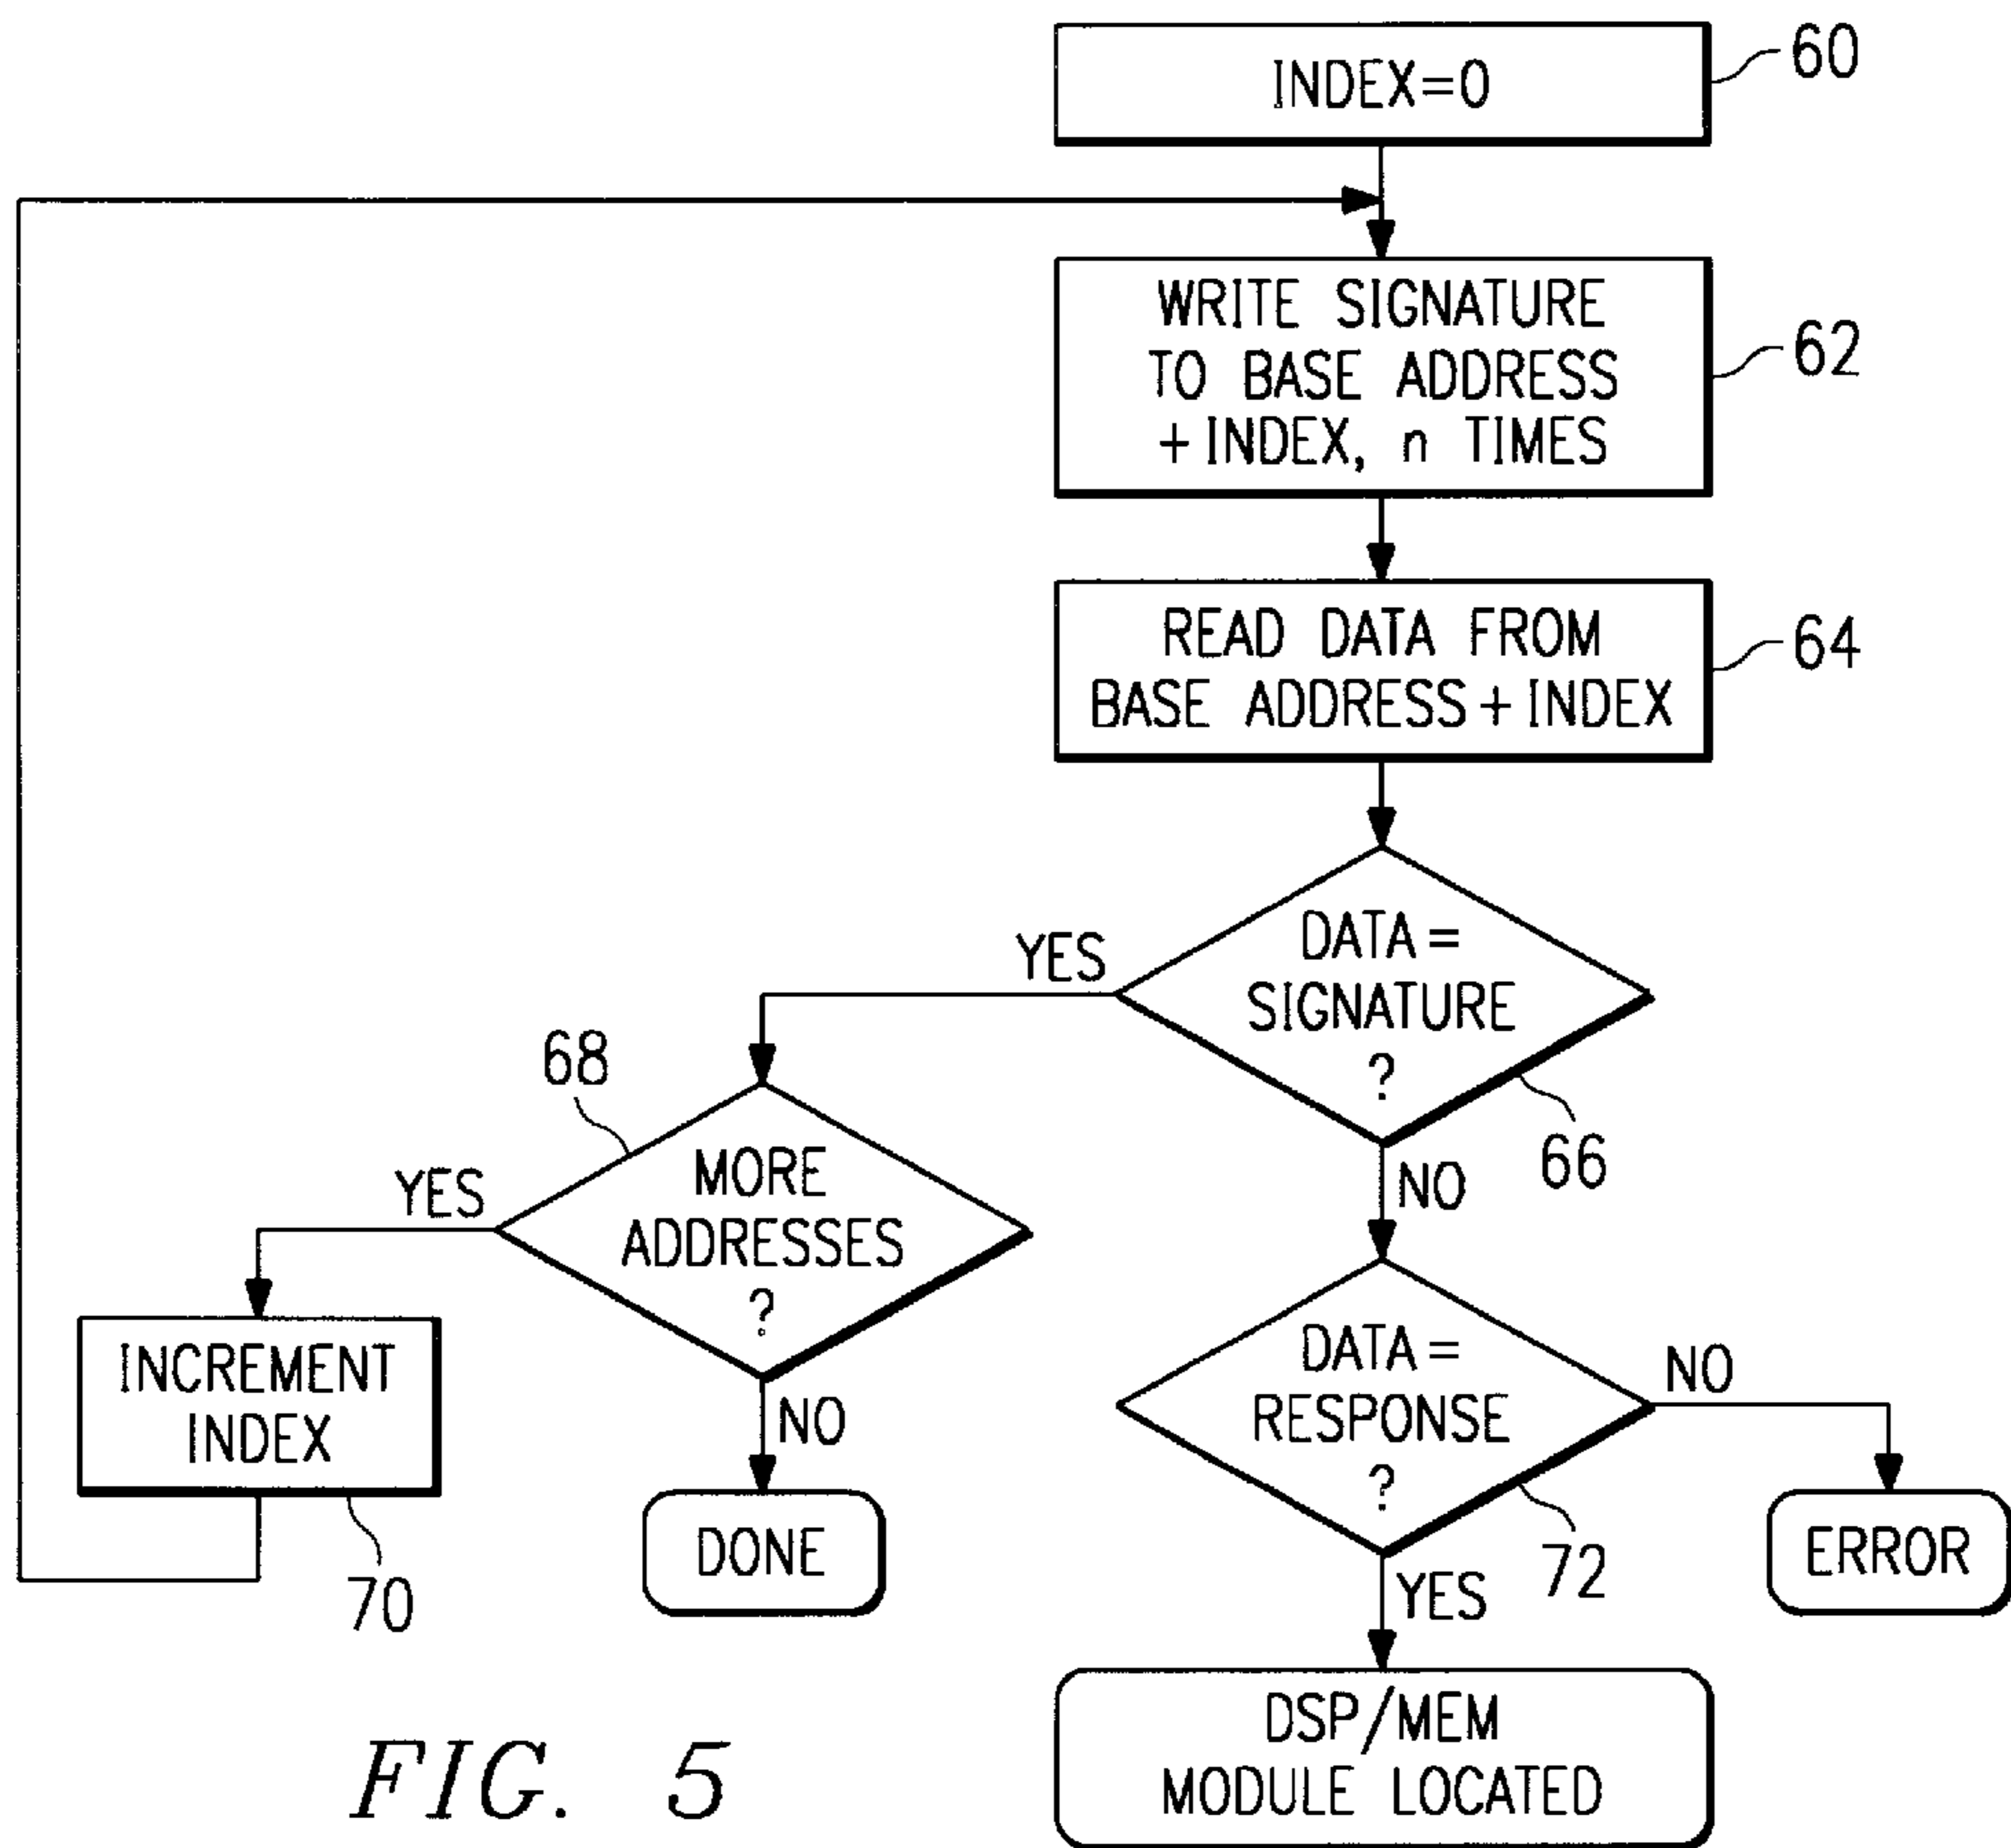 INDEX=0
60
WRITE SIGNATURE
TO BASE ADDRESS
+INDEX, n TIMES
62
READ DATA FROM
BASE ADDRESS+INDEX
64
DATA=
SIGNATURE
?
66
YES
NO
68
MORE
ADDRESSES
?
YES
NO
INCREMENT
INDEX
70
DONE
DATA=
RESPONSE
?
72
NO
YES
ERROR
DSP/MEM
MODULE LOCATED
FIG. 5